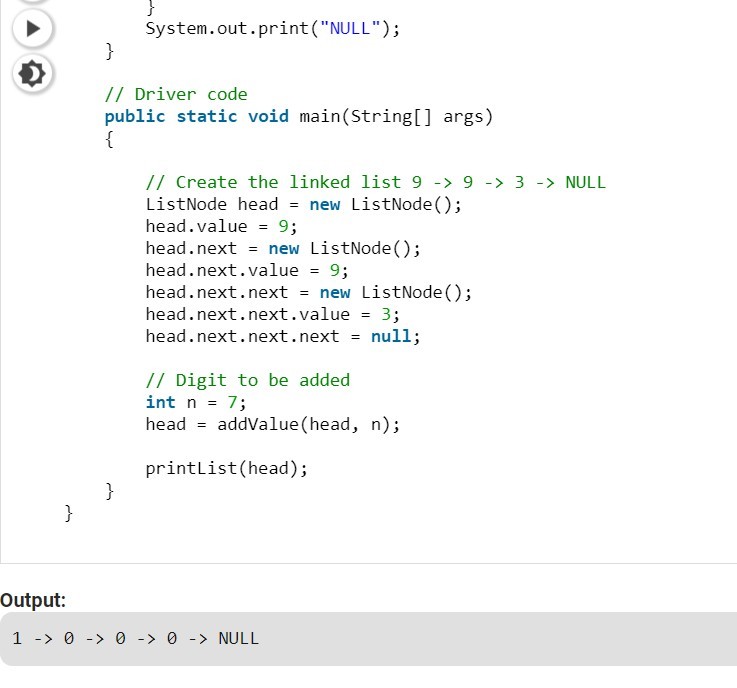 }
System.out.print("NULL");
}
// Driver code
public static void main(String[] args)
{
// Create the linked list 9 -> 9 -> 3 -> NULL
ListNode head = new ListNode();
head.value = 9;
head.next = new ListNode();
head.next.value = 9;
head.next.next = new ListNode();
head.next.next.value = 3;
head.next.next.next = null;
// Digit to be added
int n = 7;
head = addValue(head, n);
printList(head);
}
}
Output:
1 -> 0 -> 0 -> 0 -> NULL